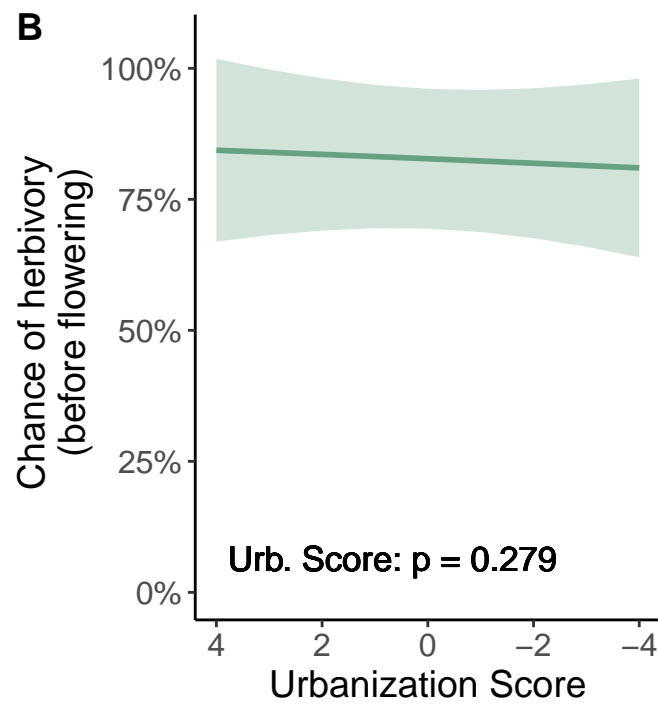 B
Chance of herbivory
(before flowering)
100%
75%
50%
25%
0%
Urb. Score: p = 0.279
4 2 0 −2 −4
Urbanization Score